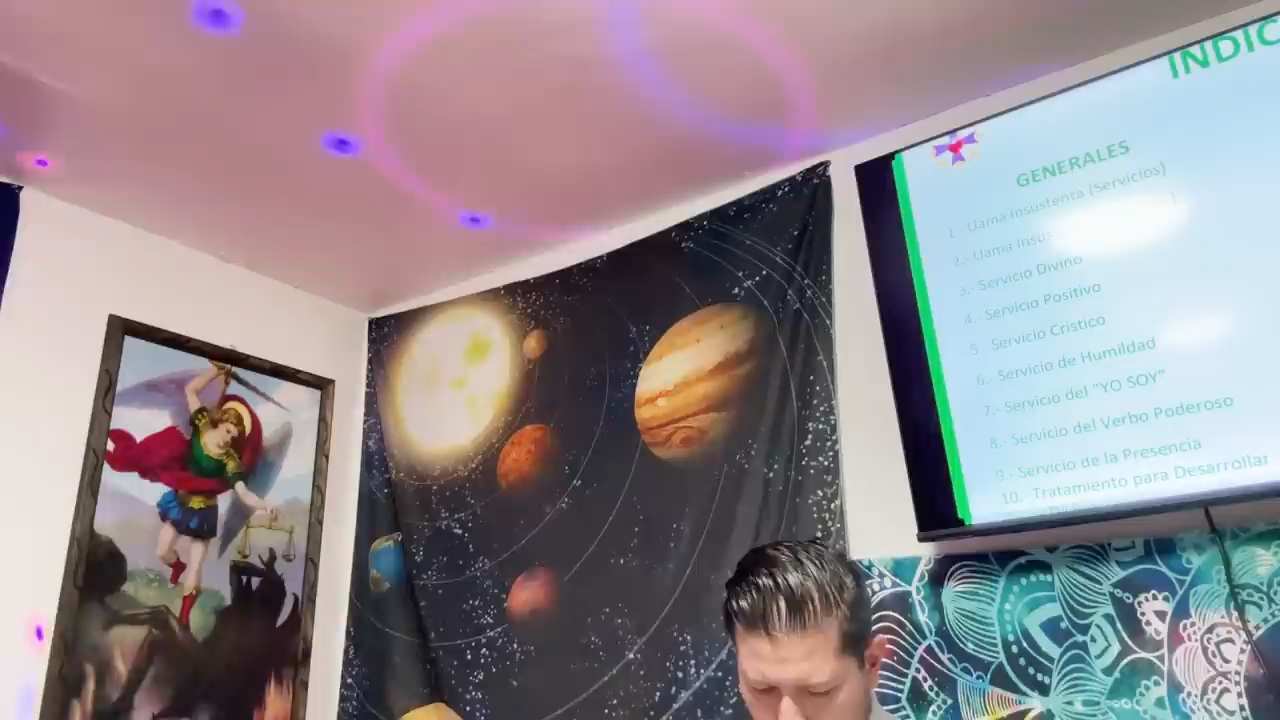 INDIC
GENERALES
1.- Llama Insustenta (Servicios)
2.- Llama Insus
3.- Servicio Divino
4.- Servicio Positivo
5.- Servicio Crístico
6.- Servicio de Humildad
7.- Servicio del "YO SOY"
8.- Servicio del Verbo Poderoso
9.- Servicio de la Presencia
10. Tratamiento para Desarrollar